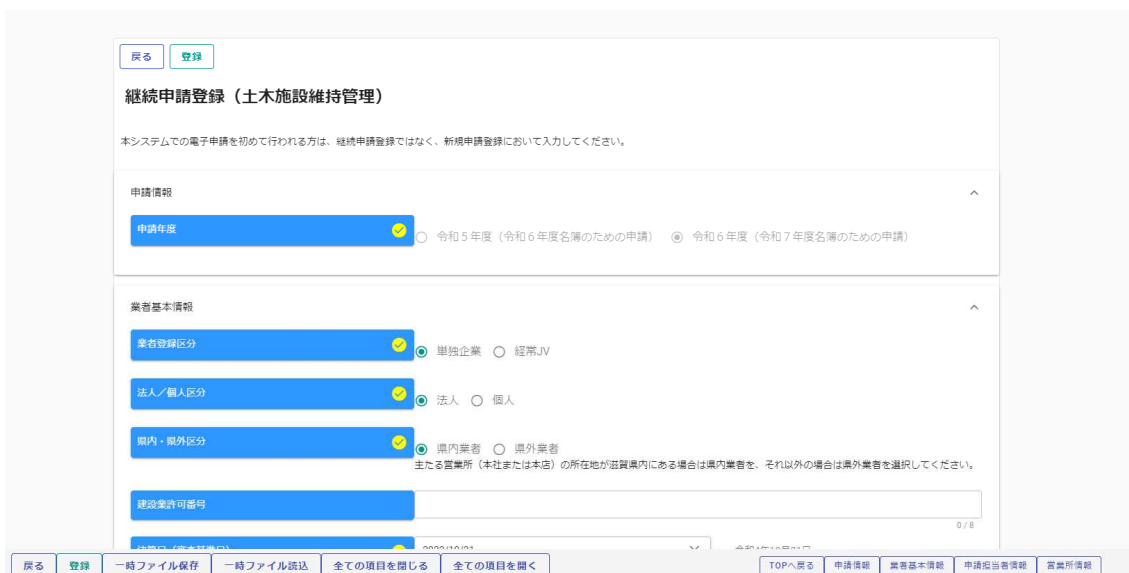 戻る 登録
継続申請登録（土木施設維持管理）
本システムでの電子申請を初めて行われる方は、継続申請登録ではなく、新規申請登録において入力してください。
申請情報
申請年度 令和５年度（令和６年度名簿のための申請） 令和６年度（令和７年度名簿のための申請）
業者基本情報
業者登録区分 単独企業 経常JV
法人／個人区分 法人 個人
県内・県外区分 県内業者 県外業者
主たる営業所（本社または本店）の所在地が滋賀県内にある場合は県内業者を、それ以外の場合は県外業者を選択してください。
建設業許可番号
0 / 8
戻る 登録 一時ファイル保存 一時ファイル読込 全ての項目を閉じる 全ての項目を開く TOPへ戻る 申請情報 業者基本情報 申請担当者情報 営業所情報